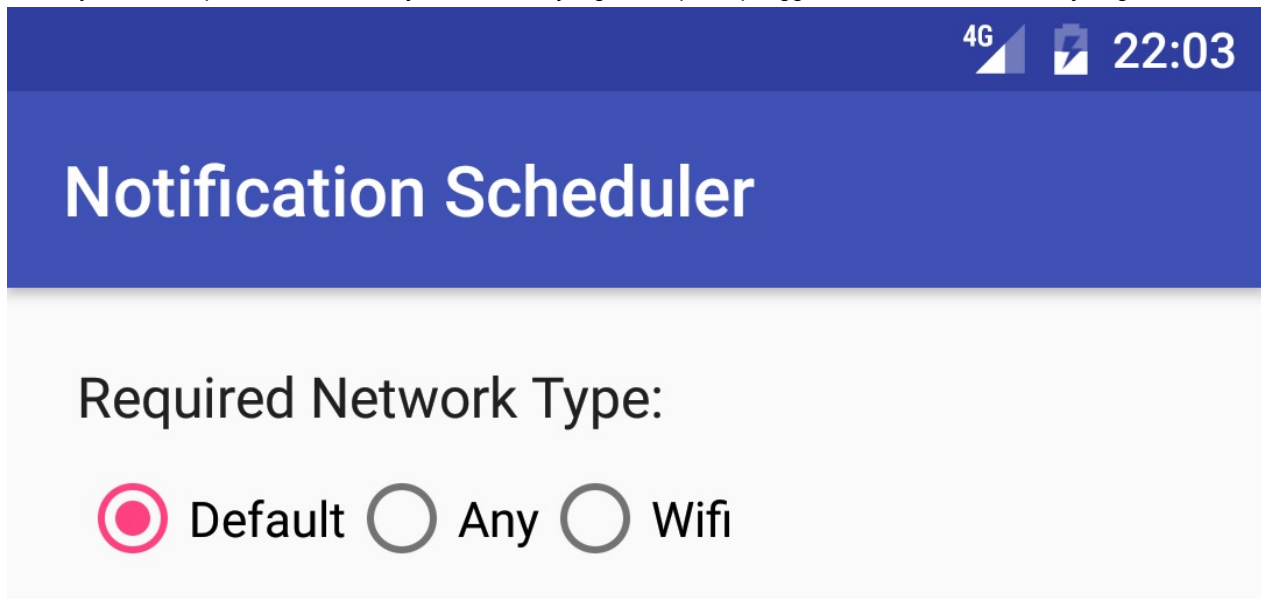 4G 22:03
Notification Scheduler
Required Network Type:
Default Any Wifi